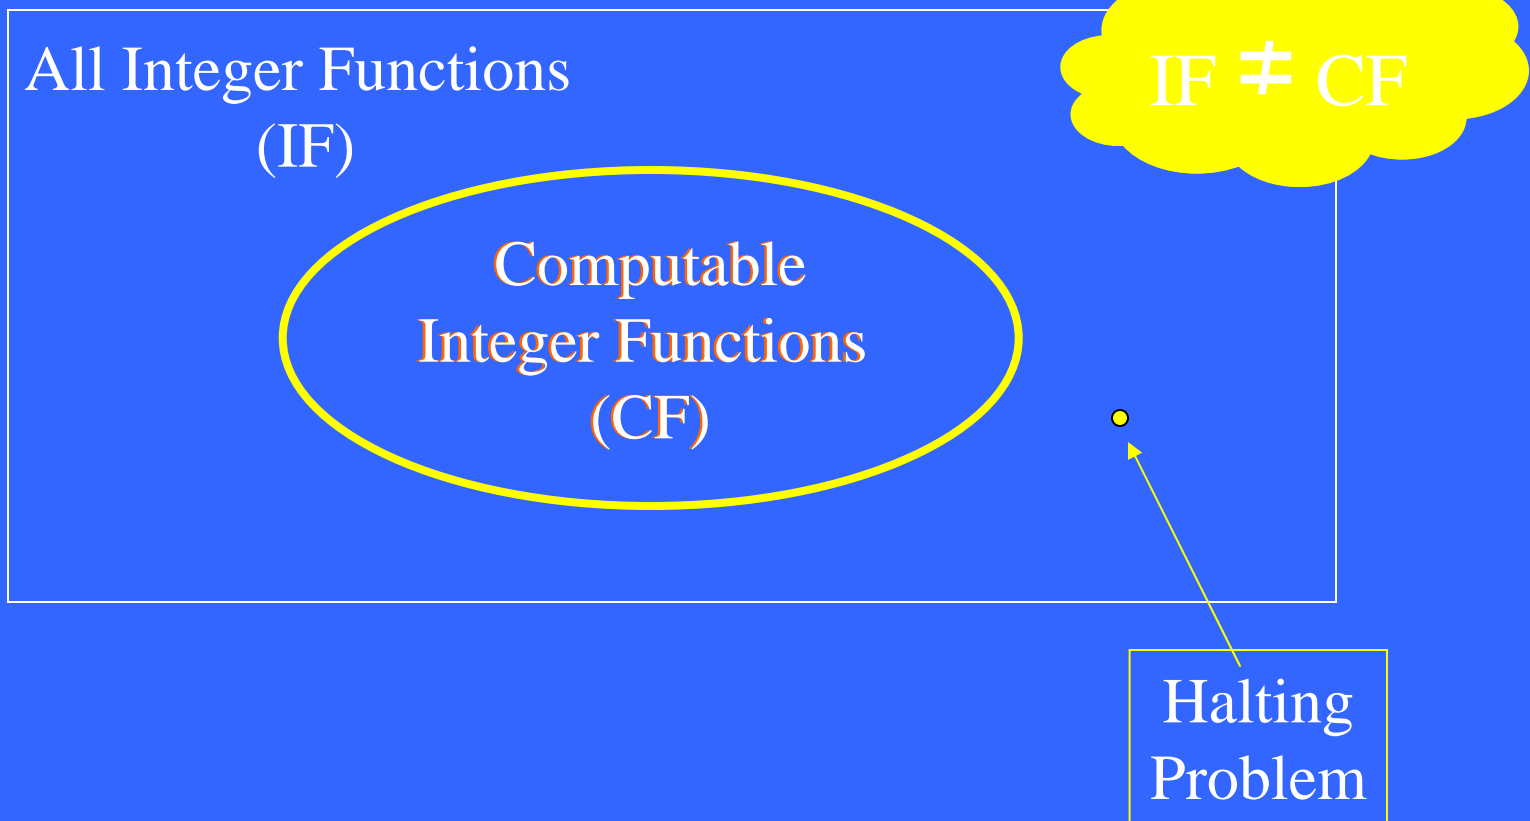 All Integer Functions
(IF)
IF ≠ CF
Computable
Integer Functions
(CF)
Halting
Problem